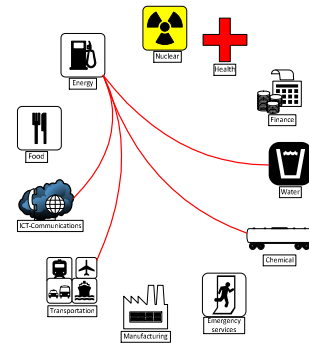 Nuclear
Health
Energy
Finance
Food
Water
ICT-Communications
Chemical
Transportation
Emergency
services
Manufacturing